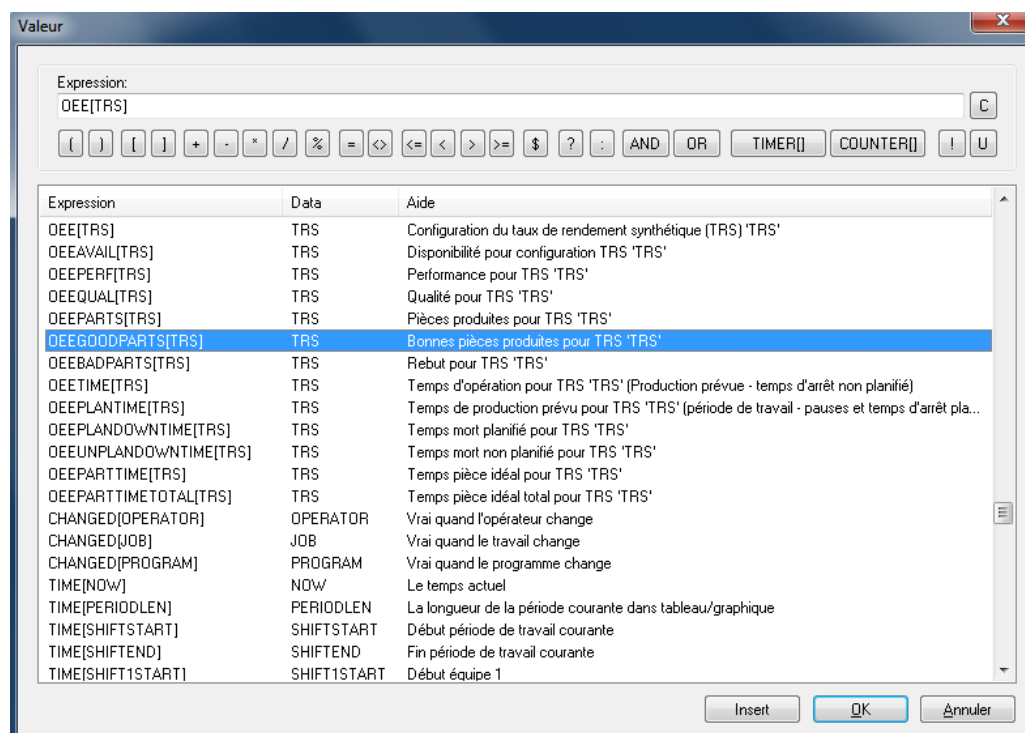 Valeur
x
Expression:
OEE[TRS] C
( ) [ ] + - * / % = <> <= < > >= $ ? : AND OR TIMER[] COUNTER[] ! U
Expression Data Aide
OEE[TRS] TRS Configuration du taux de rendement synthétique (TRS) 'TRS'
OEEAVAIL[TRS] TRS Disponibilité pour configuration TRS 'TRS'
OEEPERF[TRS] TRS Performance pour TRS 'TRS'
OEEQUAL[TRS] TRS Qualité pour TRS 'TRS'
OEEPARTS[TRS] TRS Pièces produites pour TRS 'TRS'
OEEGOODPARTS[TRS] TRS Bonnes pièces produites pour TRS 'TRS'
OEEBADPARTS[TRS] TRS Rebut pour TRS 'TRS'
OEETIME[TRS] TRS Temps d'opération pour TRS 'TRS' (Production prévue - temps d'arrêt non planifié)
OEEPLANTIME[TRS] TRS Temps de production prévu pour TRS 'TRS' (période de travail - pauses et temps d'arrêt pla...
OEEPLANDOWNTIME[TRS] TRS Temps mort planifié pour TRS 'TRS'
OEEUNPLANDOWNTIME[TRS] TRS Temps mort non planifié pour TRS 'TRS'
OEEPARTTIME[TRS] TRS Temps pièce idéal pour TRS 'TRS'
OEEPARTTIMETOTAL[TRS] TRS Temps pièce idéal total pour TRS 'TRS'
CHANGED[OPERATOR] OPERATOR Vrai quand l'opérateur change
CHANGED[JOB] JOB Vrai quand le travail change
CHANGED[PROGRAM] PROGRAM Vrai quand le programme change
TIME[NOW] NOW Le temps actuel
TIME[PERIODLEN] PERIODLEN La longueur de la période courante dans tableau/graphique
TIME[SHIFTSTART] SHIFTSTART Début période de travail courante
TIME[SHIFTEND] SHIFTEND Fin période de travail courante
TIME[SHIFT1START] SHIFT1START Début équipe 1
Insert OK Annuler